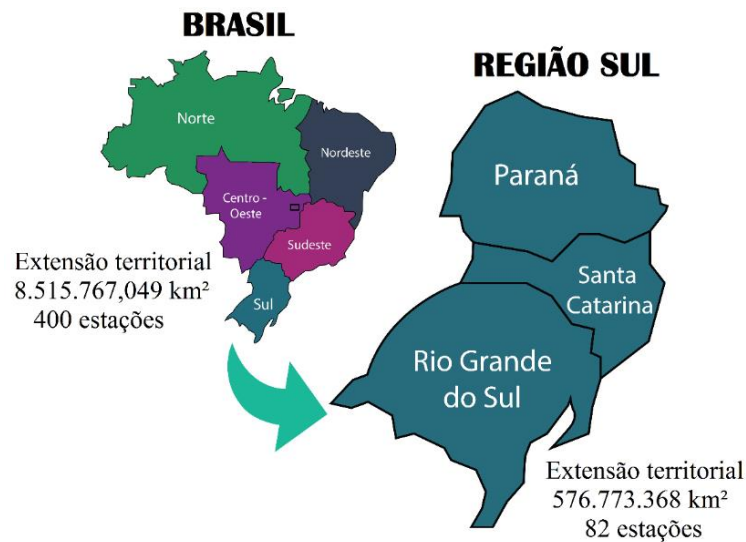 BRASIL
Norte
Nordeste
Centro -
Oeste
Sudeste
Sul
Extensão territorial
8.515.767,049 km²
400 estações
REGIÃO SUL
Paraná
Santa
Catarina
Rio Grande
do Sul
Extensão territorial
576.773.368 km²
82 estações